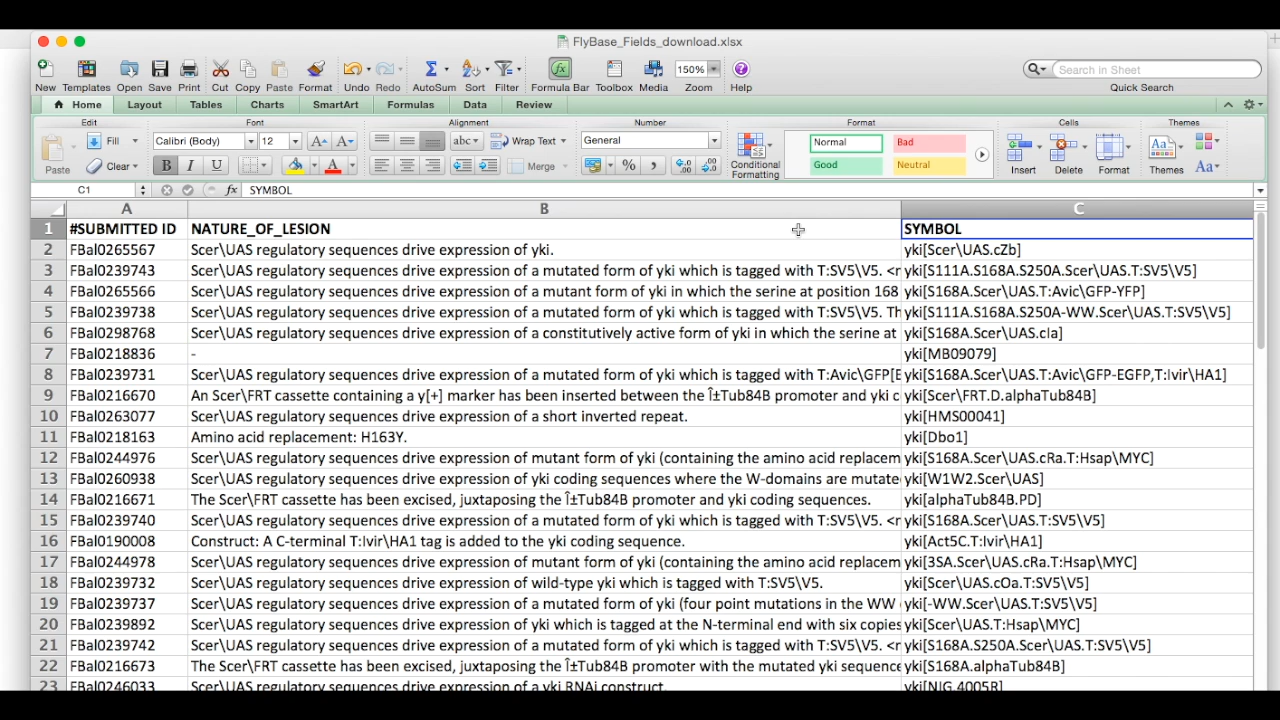 FlyBase_Fields_download.xlsx
New Templates Open Save Print Cut Copy Paste Format Undo Redo AutoSum Sort Filter Formula Bar Toolbox Media 150% Zoom Help Search in Sheet Quick Search
Home Layout Tables Charts SmartArt Formulas Data Review
Edit Font Alignment Number Format Cells Themes
Paste Fill Clear Calibri (Body) 12 A A B I U A abc Wrap Text Merge General % , Conditional Formatting Normal Bad Good Neutral Insert Delete Format Themes Aa
C1 fx SYMBOL
A B C
1 #SUBMITTED ID NATURE_OF_LESION SYMBOL
2 FBal0265567 Scer\UAS regulatory sequences drive expression of yki. yki[Scer\UAS.cZb]
3 FBal0239743 Scer\UAS regulatory sequences drive expression of a mutated form of yki which is tagged with T:SV5\V5. <r yki[S111A.S168A.S250A.Scer\UAS.T:SV5\V5]
4 FBal0265566 Scer\UAS regulatory sequences drive expression of a mutant form of yki in which the serine at position 168 yki[S168A.Scer\UAS.T:Avic\GFP-YFP]
5 FBal0239738 Scer\UAS regulatory sequences drive expression of a mutated form of yki which is tagged with T:SV5\V5. Th yki[S111A.S168A.S250A-WW.Scer\UAS.T:SV5\V5]
6 FBal0298768 Scer\UAS regulatory sequences drive expression of a constitutively active form of yki in which the serine at yki[S168A.Scer\UAS.cIa]
7 FBal0218836 - yki[MB09079]
8 FBal0239731 Scer\UAS regulatory sequences drive expression of a mutated form of yki which is tagged with T:Avic\GFP[E yki[S168A.Scer\UAS.T:Avic\GFP-EGFP,T:Ivir\HA1]
9 FBal0216670 An Scer\FRT cassette containing a y[+] marker has been inserted between the Î±Tub84B promoter and yki c yki[Scer\FRT.D.alphaTub84B]
10 FBal0263077 Scer\UAS regulatory sequences drive expression of a short inverted repeat. yki[HMS00041]
11 FBal0218163 Amino acid replacement: H163Y. yki[Dbo1]
12 FBal0244976 Scer\UAS regulatory sequences drive expression of mutant form of yki (containing the amino acid replacem yki[S168A.Scer\UAS.cRa.T:Hsap\MYC]
13 FBal0260938 Scer\UAS regulatory sequences drive expression of yki coding sequences where the W-domains are mutate yki[W1W2.Scer\UAS]
14 FBal0216671 The Scer\FRT cassette has been excised, juxtaposing the Î±Tub84B promoter and yki coding sequences. yki[alphaTub84B.PD]
15 FBal0239740 Scer\UAS regulatory sequences drive expression of a mutated form of yki which is tagged with T:SV5\V5. <r yki[S168A.Scer\UAS.T:SV5\V5]
16 FBal0190008 Construct: A C-terminal T:Ivir\HA1 tag is added to the yki coding sequence. yki[Act5C.T:Ivir\HA1]
17 FBal0244978 Scer\UAS regulatory sequences drive expression of mutant form of yki (containing the amino acid replacem yki[3SA.Scer\UAS.cRa.T:Hsap\MYC]
18 FBal0239732 Scer\UAS regulatory sequences drive expression of wild-type yki which is tagged with T:SV5\V5. yki[Scer\UAS.cOa.T:SV5\V5]
19 FBal0239737 Scer\UAS regulatory sequences drive expression of a mutated form of yki (four point mutations in the WW yki[-WW.Scer\UAS.T:SV5\V5]
20 FBal0239892 Scer\UAS regulatory sequences drive expression of yki which is tagged at the N-terminal end with six copies yki[Scer\UAS.T:Hsap\MYC]
21 FBal0239742 Scer\UAS regulatory sequences drive expression of a mutated form of yki which is tagged with T:SV5\V5. <r yki[S168A.S250A.Scer\UAS.T:SV5\V5]
22 FBal0216673 The Scer\FRT cassette has been excised, juxtaposing the Î±Tub84B promoter with the mutated yki sequence yki[S168A.alphaTub84B]
23 FBal0246033 Scer\UAS regulatory sequences drive expression of a yki RNAi construct. yki[NIG.4005R]